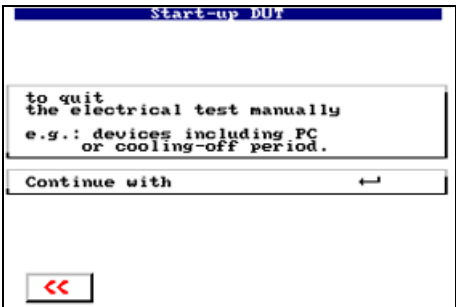 Start-up DUT
to quit
the electrical test manually
e.g.: devices including PC
or cooling-off period.
Continue with ↵
<<